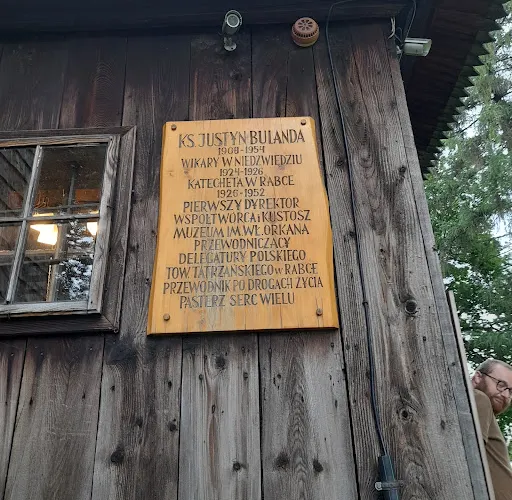 KS. JUSTYN BULANDA
1908-1954
WIKARY W NIEDZWIEDZIU
1924-1926
KATECHETA W RABCE
1926-1952
PIERWSZY DYREKTOR
WSPÓŁTWÓRCA I KUSTOSZ
MUZEUM IM. WŁ. ORKANA
PRZEWODNICZĄCY
DELEGATURY POLSKIEGO
TOW. TATRZAŃSKIEGO W RABCE
PRZEWODNIK PO DROGACH ŻYCIA
PASTERZ SERC WIELU